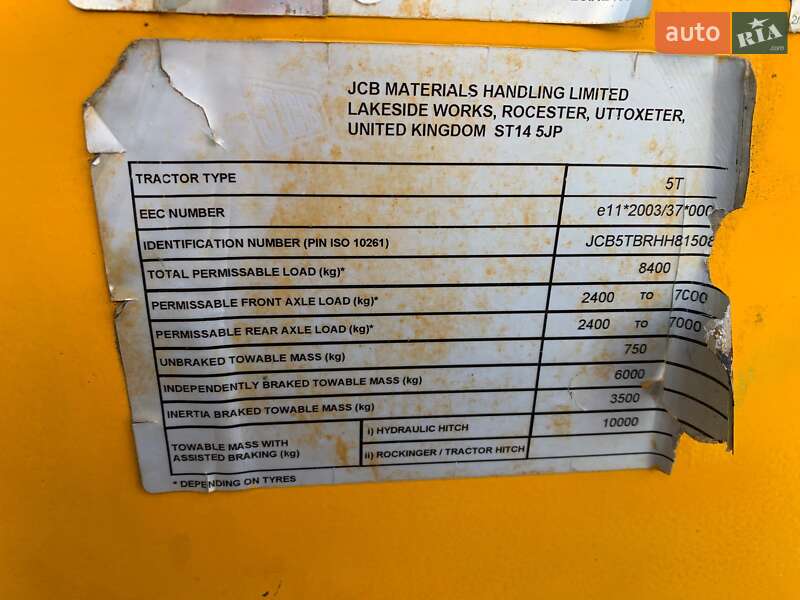 auto RIA .com
JCB MATERIALS HANDLING LIMITED
LAKESIDE WORKS, ROCESTER, UTTOXETER,
UNITED KINGDOM ST14 5JP
TRACTOR TYPE 5T
EEC NUMBER e11*2003/37*000
IDENTIFICATION NUMBER (PIN ISO 10261) JCB5TBRHH81508
TOTAL PERMISSABLE LOAD (kg)* 8400
PERMISSABLE FRONT AXLE LOAD (kg)* 2400 TO 7000
PERMISSABLE REAR AXLE LOAD (kg)* 2400 TO 7000
UNBRAKED TOWABLE MASS (kg) 750
INDEPENDENTLY BRAKED TOWABLE MASS (kg) 6000
INERTIA BRAKED TOWABLE MASS (kg) 3500
TOWABLE MASS WITH
ASSISTED BRAKING (kg)
i) HYDRAULIC HITCH 10000
ii) ROCKINGER / TRACTOR HITCH
* DEPENDING ON TYRES